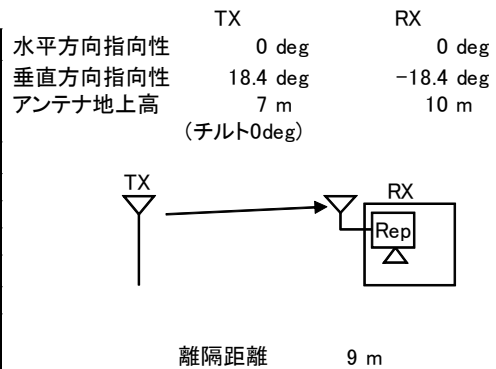 TX RX
水平方向指向性 0 deg 0 deg
垂直方向指向性 18.4 deg -18.4 deg
アンテナ地上高 7 m 10 m
(チルト0deg)
TX
RX
Rep
離隔距離 9 m